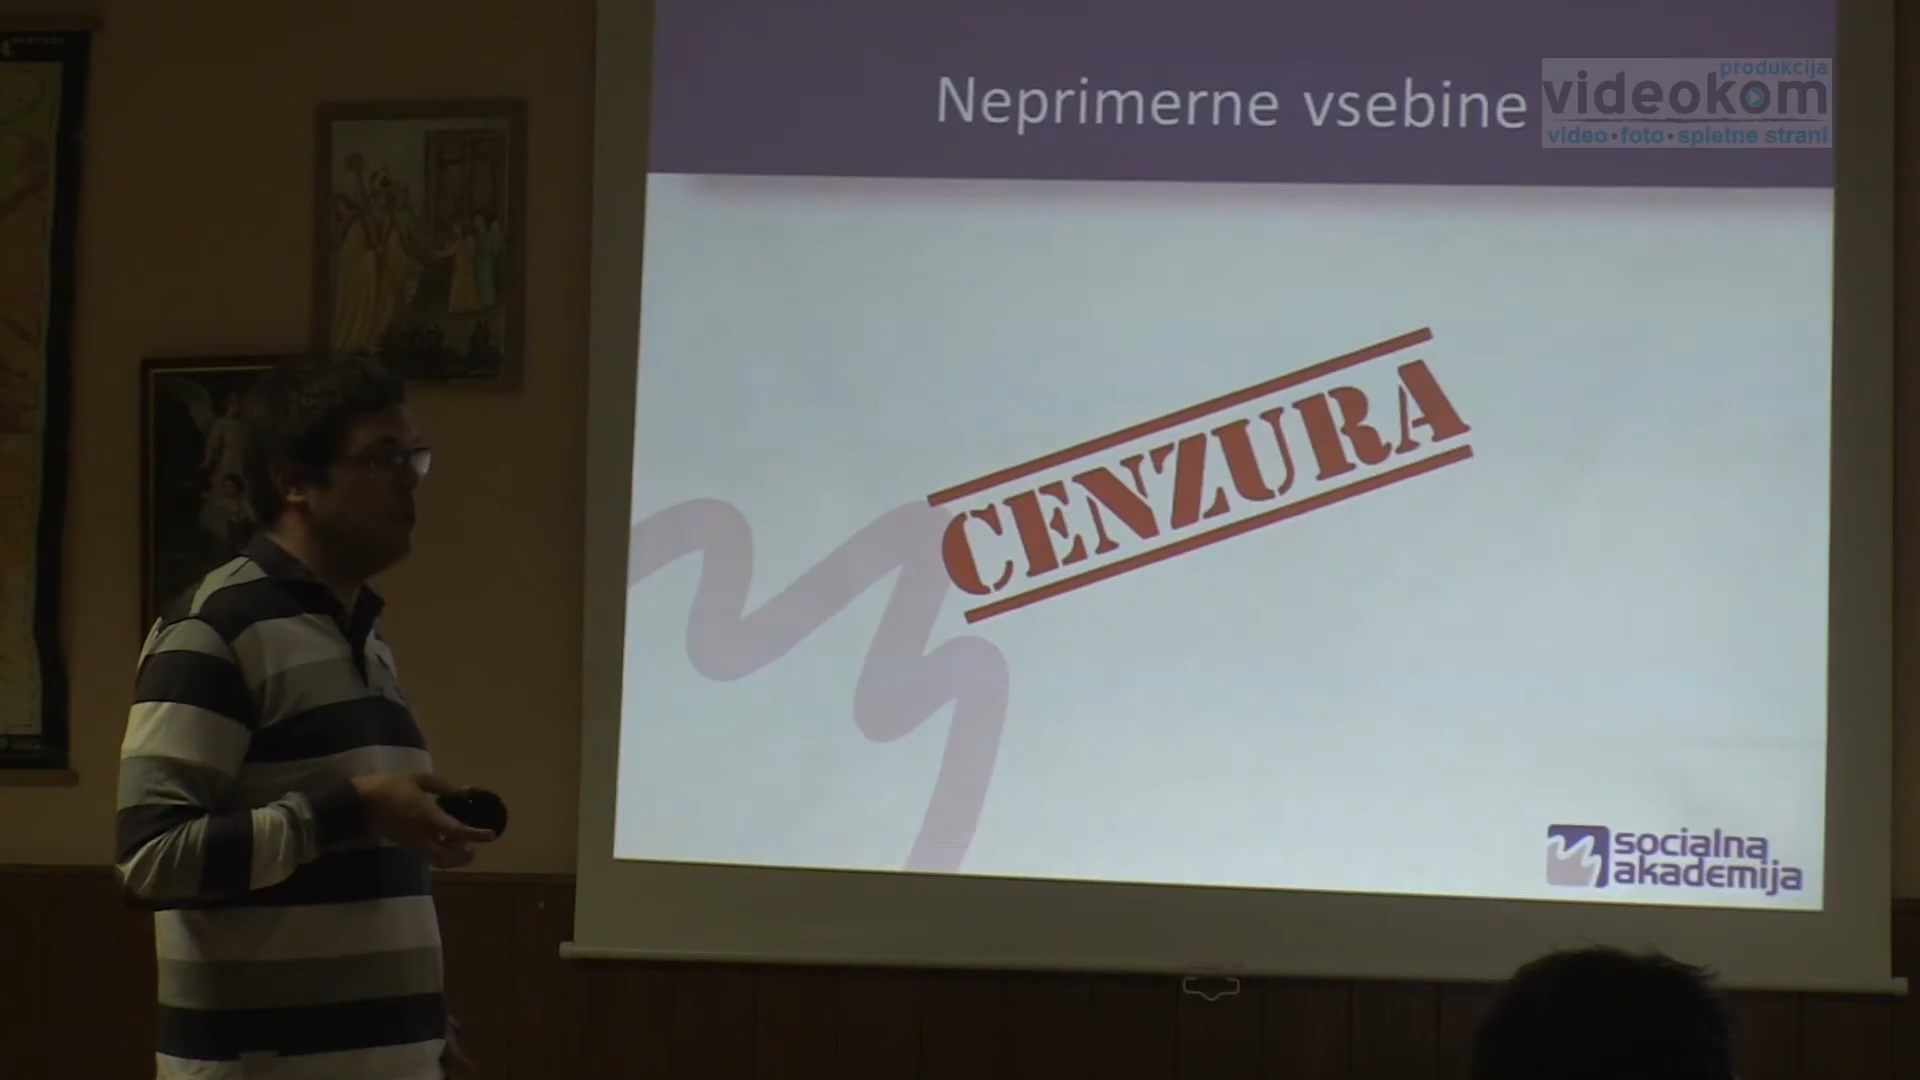 Neprimerne vsebine
produkcija
videokom
video•foto•spletne strani
CENZURA
socialna
akademija